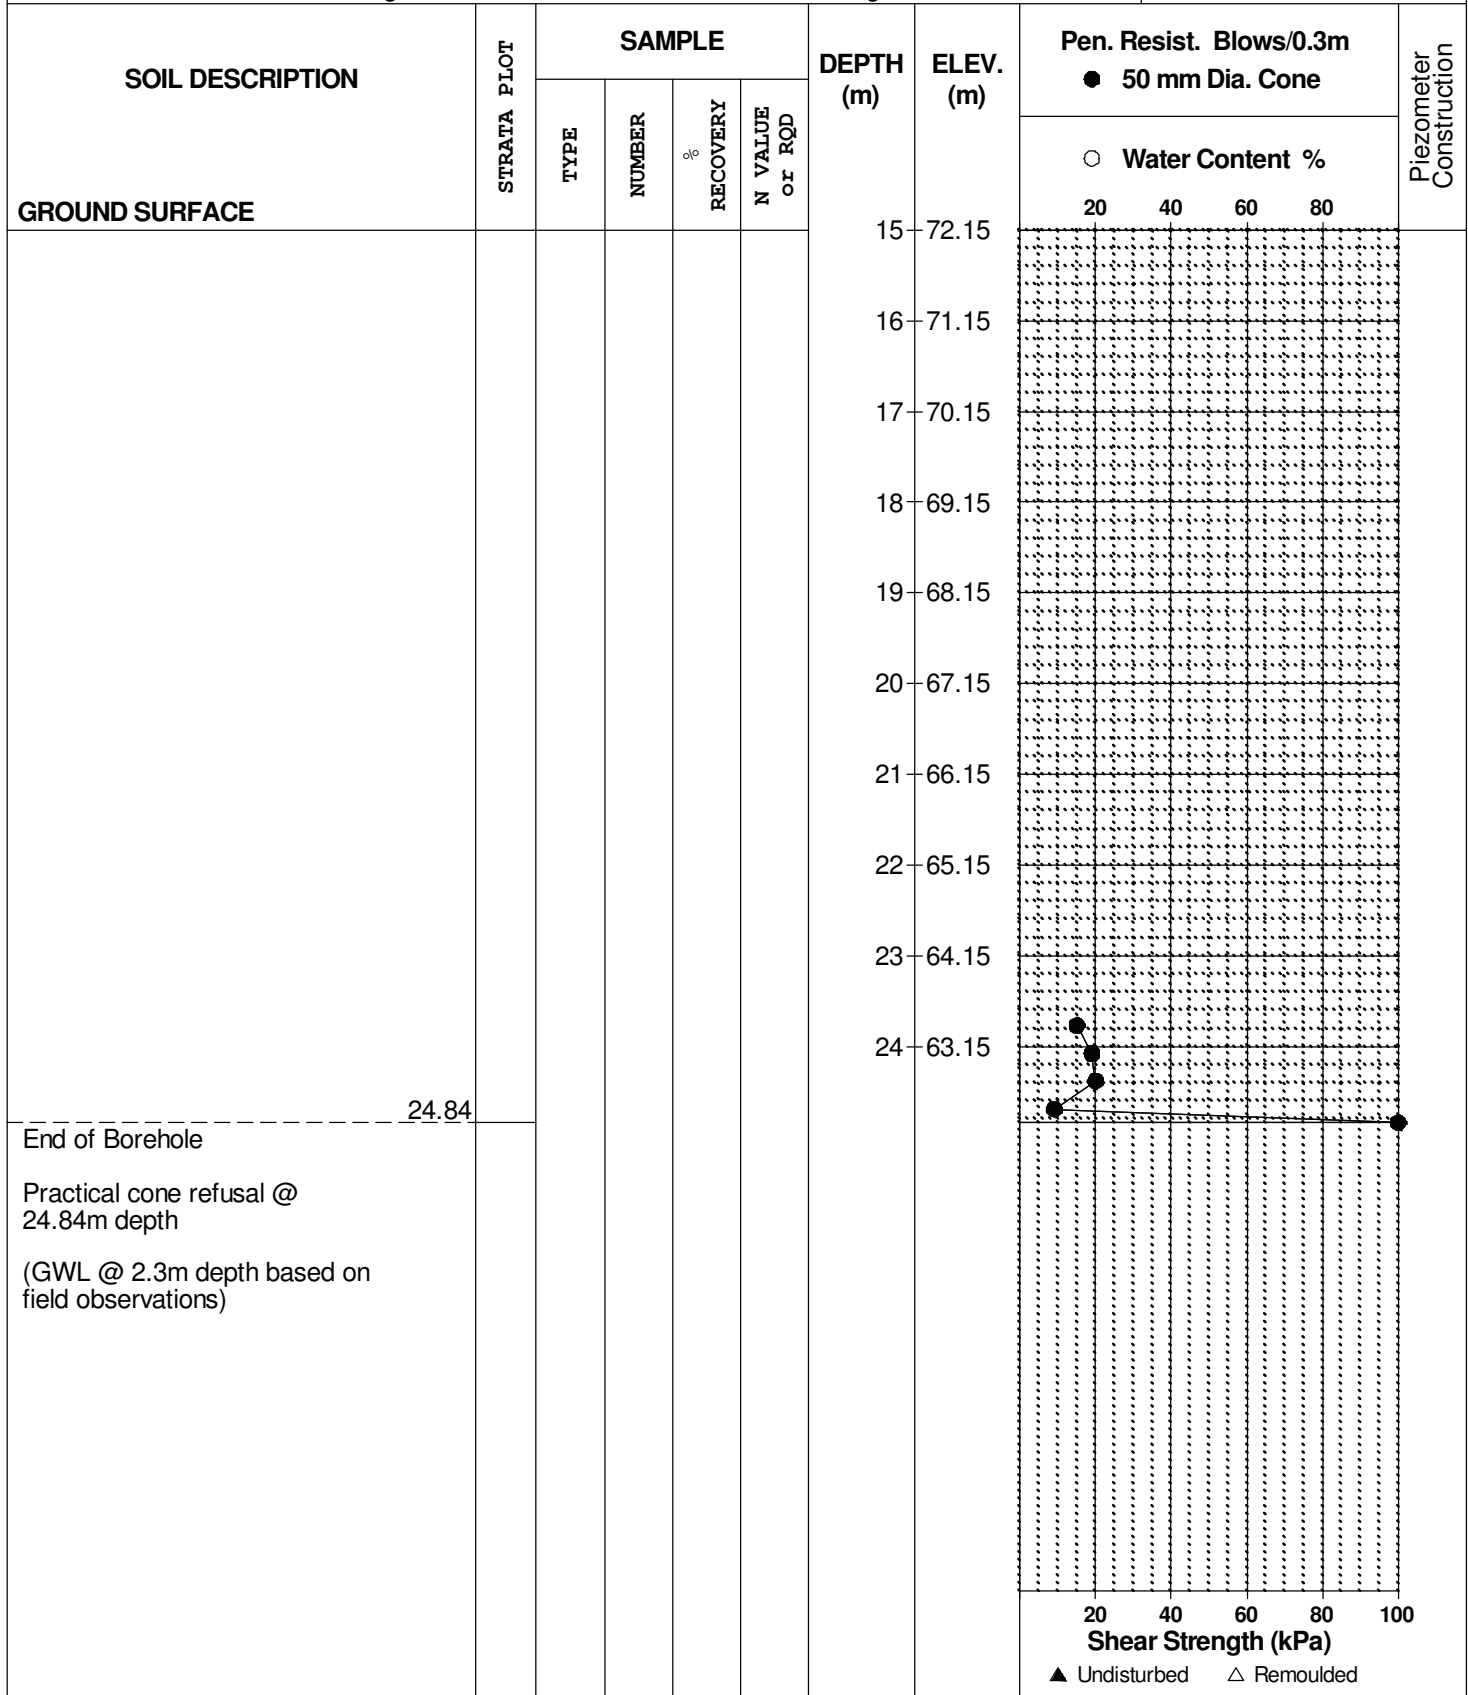 SOIL DESCRIPTION
GROUND SURFACE
STRATA PLOT
SAMPLE
TYPE
NUMBER
%
RECOVERY
N VALUE
or RQD
DEPTH
(m)
ELEV.
(m)
Pen. Resist. Blows/0.3m
● 50 mm Dia. Cone
○ Water Content %
20 40 60 80
Piezometer
Construction
15 72.15
16 71.15
17 70.15
18 69.15
19 68.15
20 67.15
21 66.15
22 65.15
23 64.15
24 63.15
24.84
End of Borehole
Practical cone refusal @
24.84m depth
(GWL @ 2.3m depth based on
field observations)
20 40 60 80 100
Shear Strength (kPa)
▲ Undisturbed △ Remoulded